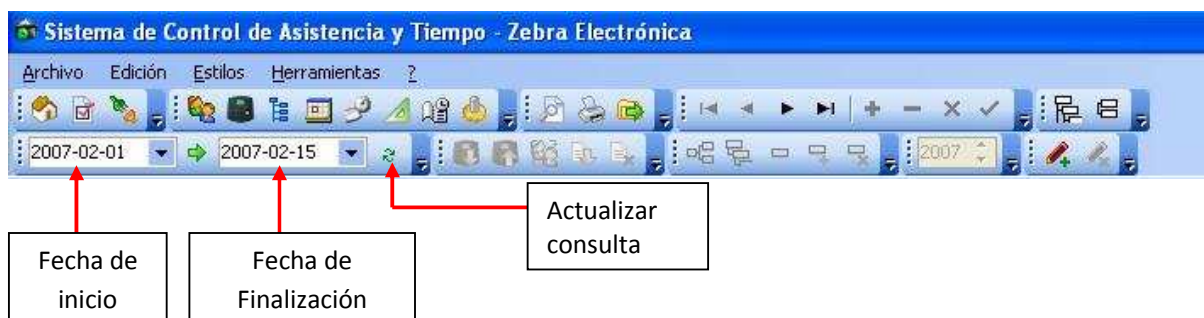 Sistema de Control de Asistencia y Tiempo - Zebra Electrónica
Archivo Edición Estilos Herramientas ?
2007-02-01 2007-02-15 2007
Actualizar
consulta
Fecha de
inicio
Fecha de
Finalización